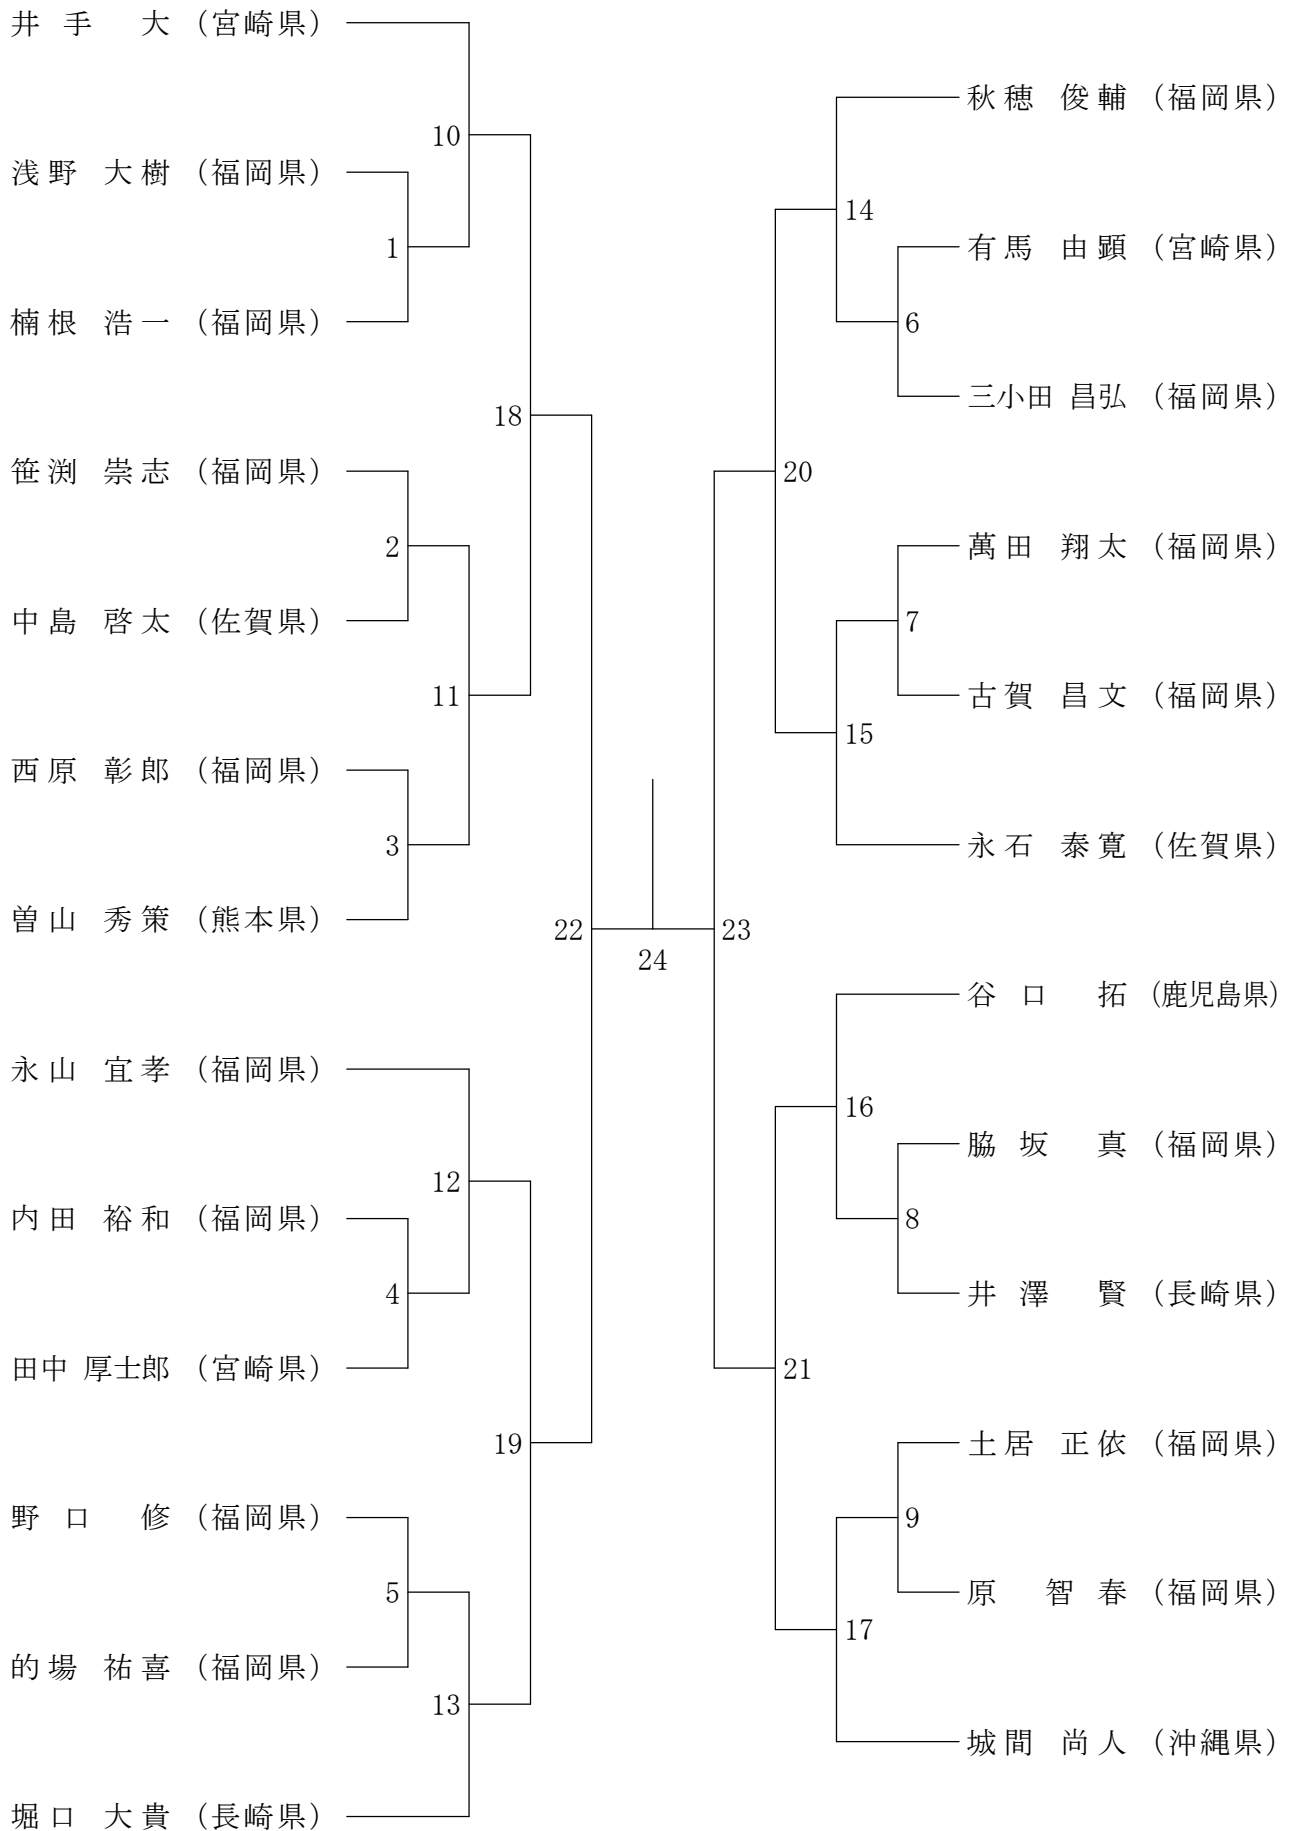 井手 大 (宮崎県)
10
浅野 大樹 (福岡県)
1
楠根 浩一 (福岡県)
18
笹渕 崇志 (福岡県)
2
中島 啓太 (佐賀県)
11
西原 彰郎 (福岡県)
3
曽山 秀策 (熊本県)
22
24
永山 宜孝 (福岡県)
12
内田 裕和 (福岡県)
4
田中 厚士郎 (宮崎県)
19
野口 修 (福岡県)
5
的場 祐喜 (福岡県)
13
堀口 大貴 (長崎県)
秋穂 俊輔 (福岡県)
14
有馬 由顕 (宮崎県)
6
三小田 昌弘 (福岡県)
20
萬田 翔太 (福岡県)
7
古賀 昌文 (福岡県)
15
永石 泰寛 (佐賀県)
23
谷口 拓 (鹿児島県)
16
脇坂 真 (福岡県)
8
井澤 賢 (長崎県)
21
土居 正依 (福岡県)
9
原 智春 (福岡県)
17
城間 尚人 (沖縄県)